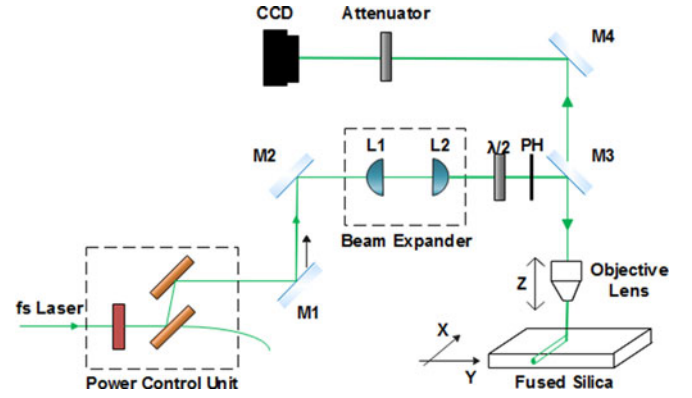 CCD
Attenuator
M4
M2
L1
L2
λ/2
PH
M3
Beam Expander
fs Laser
M1
Z
Objective
Lens
X
Y
Power Control Unit
Fused Silica